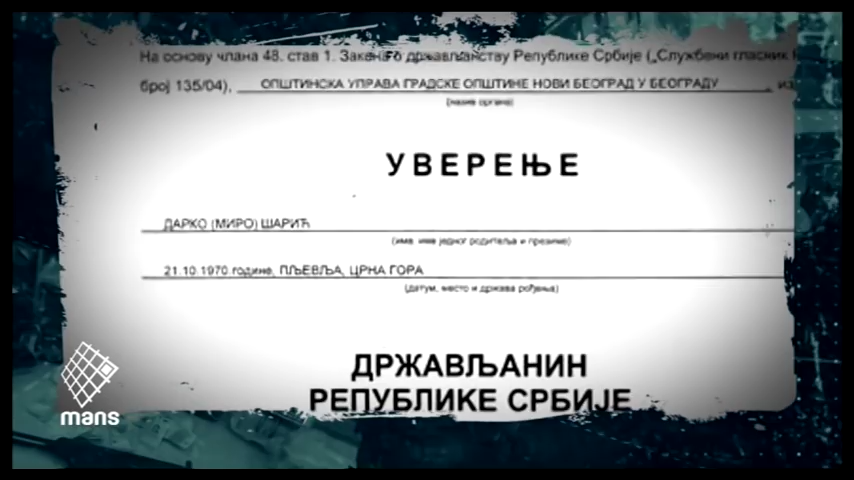 На основу члана 48. став 1. Закона о држављанству Републике Србије („Службени гласник
број 135/04), ОПШТИНСКА УПРАВА ГРАДСКЕ ОПШТИНЕ НОВИ БЕОГРАД У БЕОГРАДУ, из
(назив органа)
УВЕРЕЊЕ
ДАРКО (МИРО) ШАРИЋ
(име, име једног родитеља и презиме)
21.10.1970.године, ПЉЕВЉА, ЦРНА ГОРА
(датум, место и држава рођења)
ДРЖАВЉАНИН
РЕПУБЛИКЕ СРБИЈЕ
mans